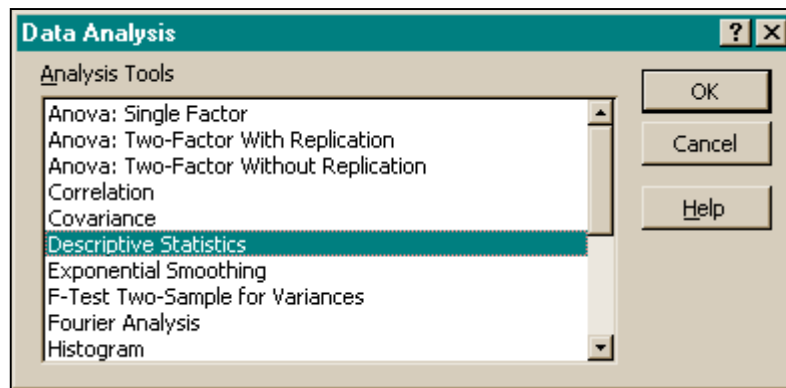 Data Analysis
?
Analysis Tools
Anova: Single Factor
Anova: Two-Factor With Replication
Anova: Two-Factor Without Replication
Correlation
Covariance
Descriptive Statistics
Exponential Smoothing
F-Test Two-Sample for Variances
Fourier Analysis
Histogram
OK
Cancel
Help